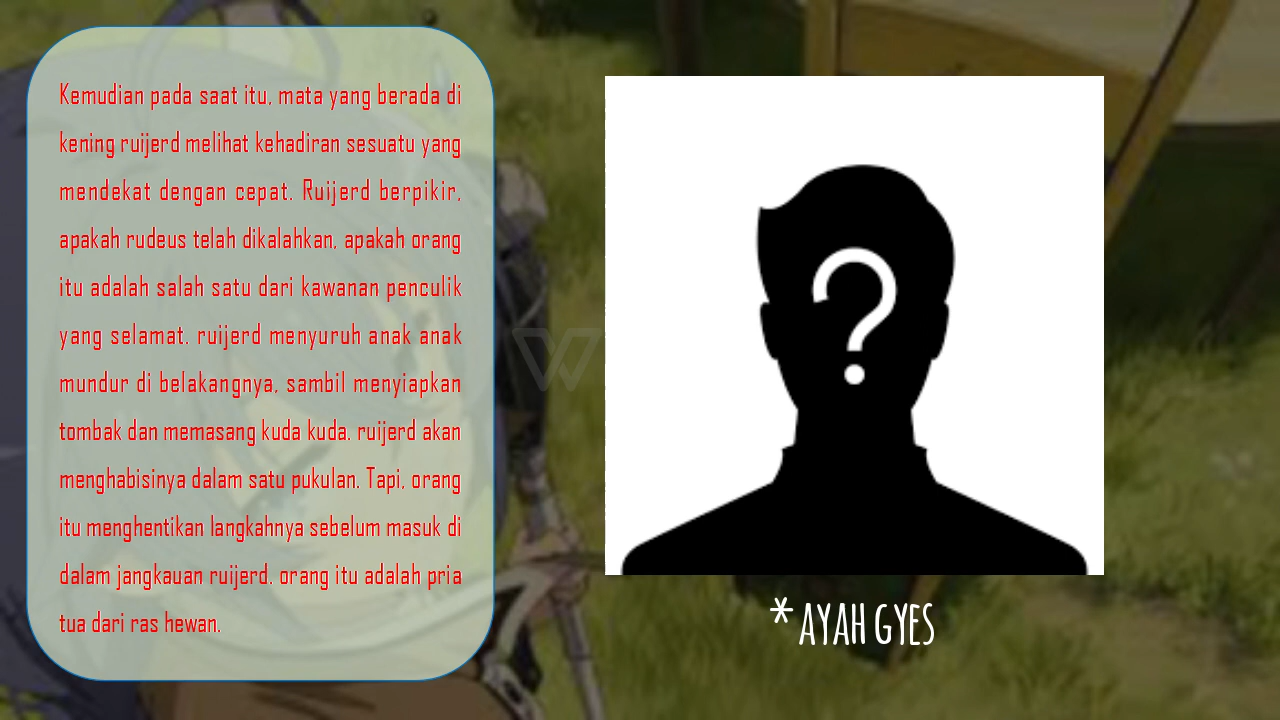 Kemudian pada saat itu, mata yang berada di
kening ruijerd melihat kehadiran sesuatu yang
mendekat dengan cepat. Ruijerd berpikir,
apakah rudeus telah dikalahkan, apakah orang
itu adalah salah satu dari kawanan penculik
yang selamat. ruijerd menyuruh anak anak
mundur di belakangnya, sambil menyiapkan
tombak dan memasang kuda kuda. ruijerd akan
menghabisinya dalam satu pukulan. Tapi, orang
itu menghentikan langkahnya sebelum masuk di
dalam jangkauan ruijerd. orang itu adalah pria
tua dari ras hewan.
?
* AYAH GYES